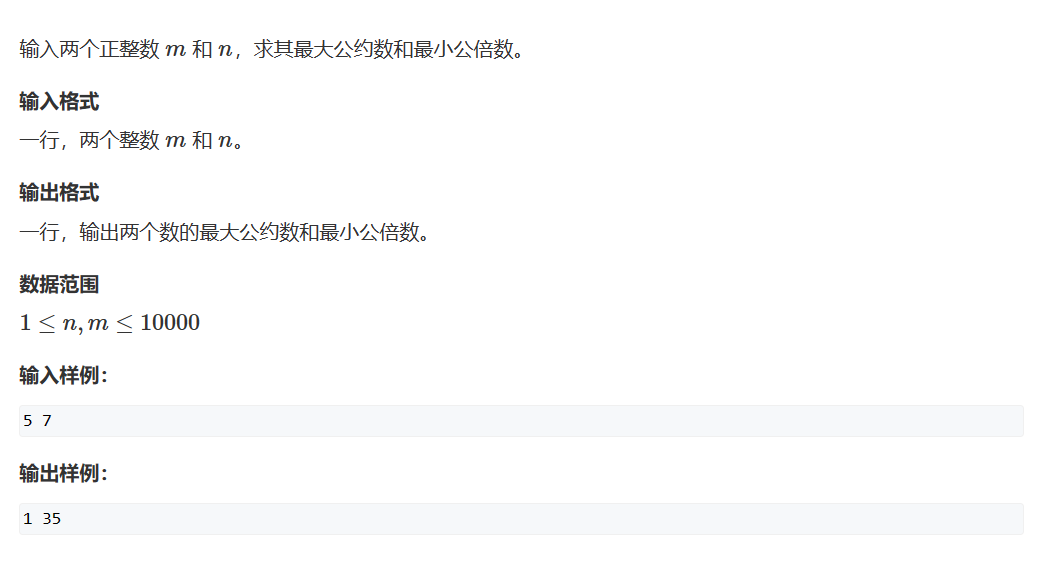 输入两个正整数 m 和 n，求其最大公约数和最小公倍数。
输入格式
一行，两个整数 m 和 n。
输出格式
一行，输出两个数的最大公约数和最小公倍数。
数据范围
1 ≤ n, m ≤ 10000
输入样例：
5 7
输出样例：
1 35